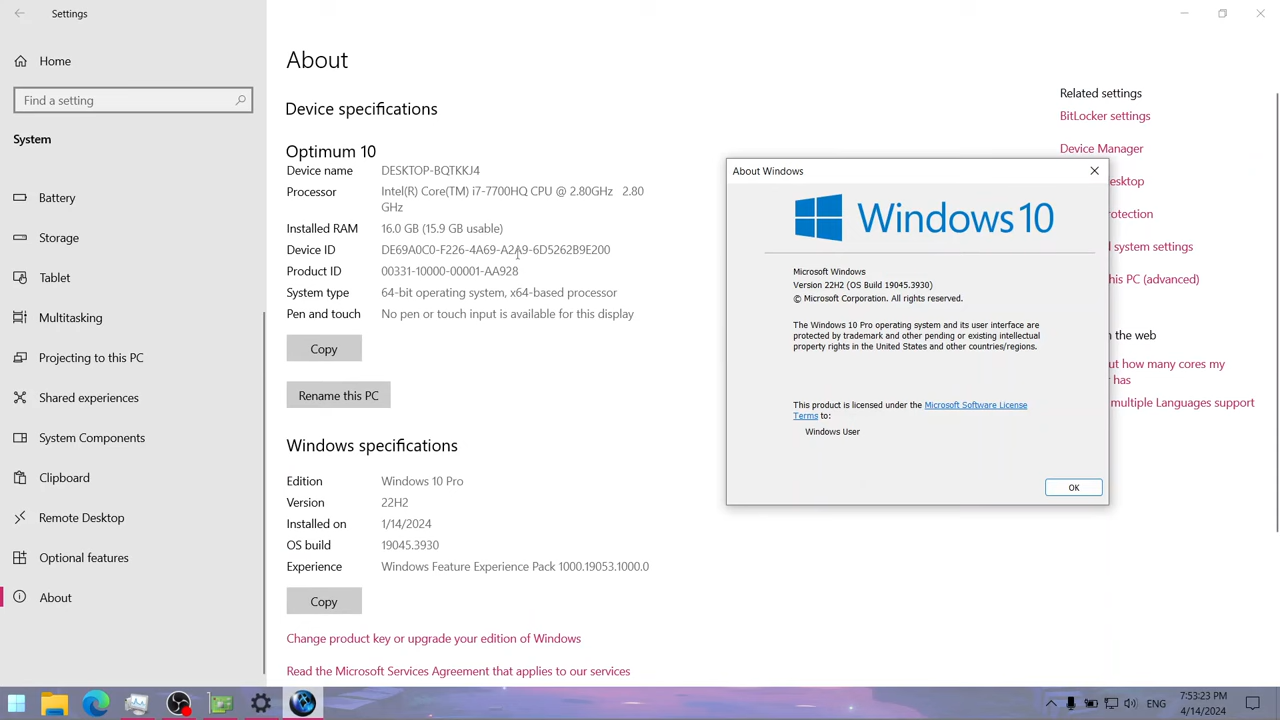 Settings
Home
Find a setting
System
Battery
Storage
Tablet
Multitasking
Projecting to this PC
Shared experiences
System Components
Clipboard
Remote Desktop
Optional features
About
About
Device specifications
Optimum 10
Device name DESKTOP-BQTKKJ4
Processor Intel(R) Core(TM) i7-7700HQ CPU @ 2.80GHz 2.80
GHz
Installed RAM 16.0 GB (15.9 GB usable)
Device ID DE69A0C0-F226-4A69-A2A9-6D5262B9E200
Product ID 00331-10000-00001-AA928
System type 64-bit operating system, x64-based processor
Pen and touch No pen or touch input is available for this display
Copy
Rename this PC
Windows specifications
Edition Windows 10 Pro
Version 22H2
Installed on 1/14/2024
OS build 19045.3930
Experience Windows Feature Experience Pack 1000.19053.1000.0
Copy
Change product key or upgrade your edition of Windows
Read the Microsoft Services Agreement that applies to our services
Related settings
BitLocker settings
Device Manager
esktop
rotection
d system settings
his PC (advanced)
n the web
ut how many cores my
r has
multiple Languages support
About Windows
Windows 10
Microsoft Windows
Version 22H2 (OS Build 19045.3930)
© Microsoft Corporation. All rights reserved.
The Windows 10 Pro operating system and its user interface are
protected by trademark and other pending or existing intellectual
property rights in the United States and other countries/regions.
This product is licensed under the Microsoft Software License
Terms to:
Windows User
OK
ENG
7:53:23 PM
4/14/2024